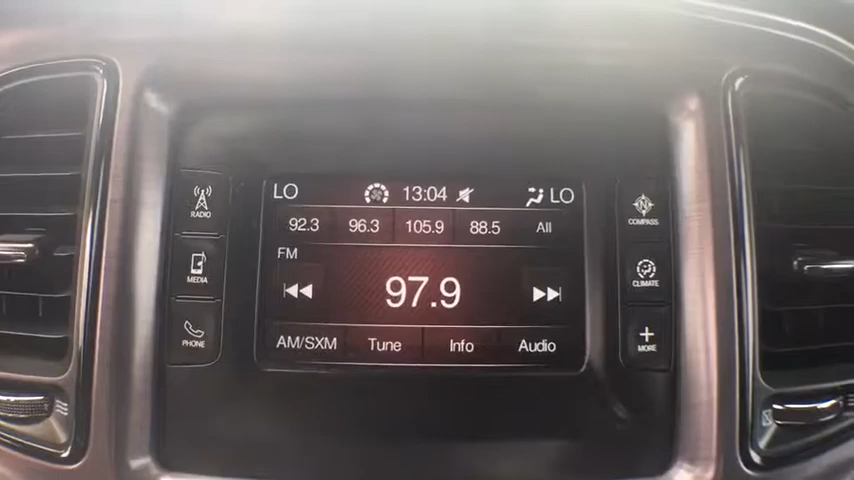 LO 13:04 LO
92.3 96.3 105.9 88.5 All
FM
97.9
AM/SXM Tune Info Audio
RADIO
MEDIA
PHONE
N
COMPASS
CLIMATE
MORE